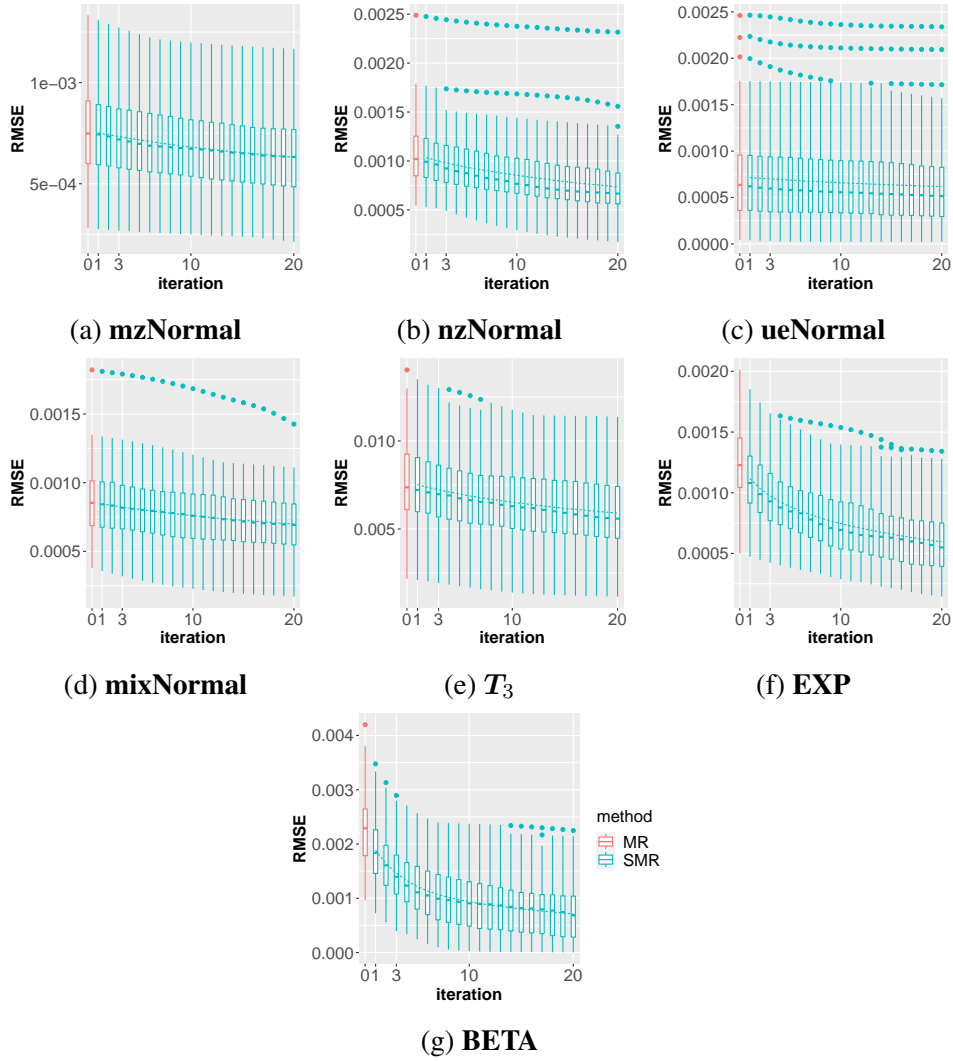 RMSE
1e−03
5e−04
0 1 3 10 20
iteration
(a) mzNormal
RMSE
0.0025
0.0020
0.0015
0.0010
0.0005
0 1 3 10 20
iteration
(b) nzNormal
RMSE
0.0025
0.0020
0.0015
0.0010
0.0005
0.0000
0 1 3 10 20
iteration
(c) ueNormal
RMSE
0.0015
0.0010
0.0005
0 1 3 10 20
iteration
(d) mixNormal
RMSE
0.010
0.005
0 1 3 10 20
iteration
(e) T₃
RMSE
0.0020
0.0015
0.0010
0.0005
0 1 3 10 20
iteration
(f) EXP
RMSE
0.004
0.003
0.002
0.001
0.000
0 1 3 10 20
iteration
method
MR
SMR
(g) BETA